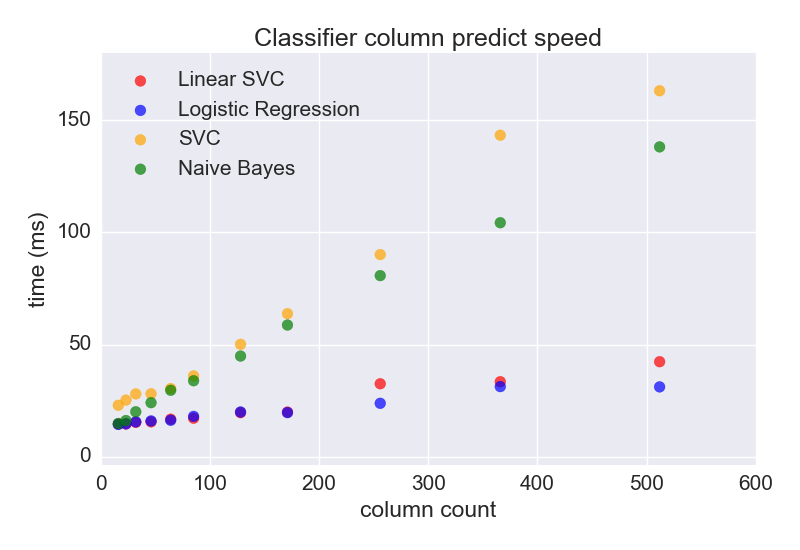 Classifier column predict speed
Linear SVC
Logistic Regression
SVC
Naive Bayes
150
100
50
0
time (ms)
0 100 200 300 400 500 600
column count